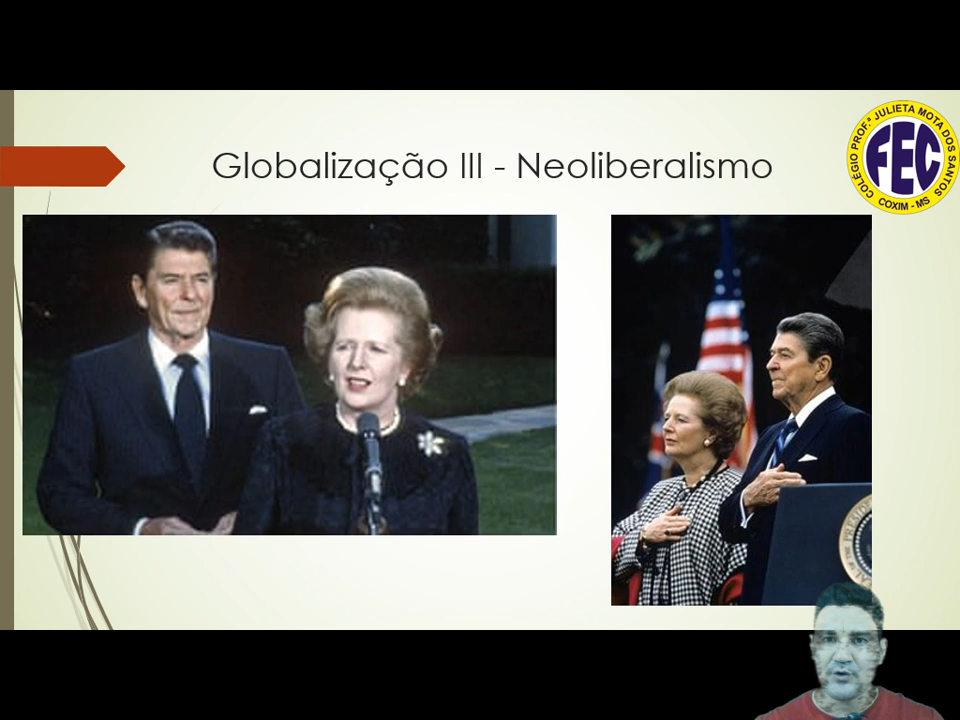 Globalização III - Neoliberalismo
COLÉGIO PROF.ª JULIETA MOTA DOS SANTOS
FEC
COXIM - MS